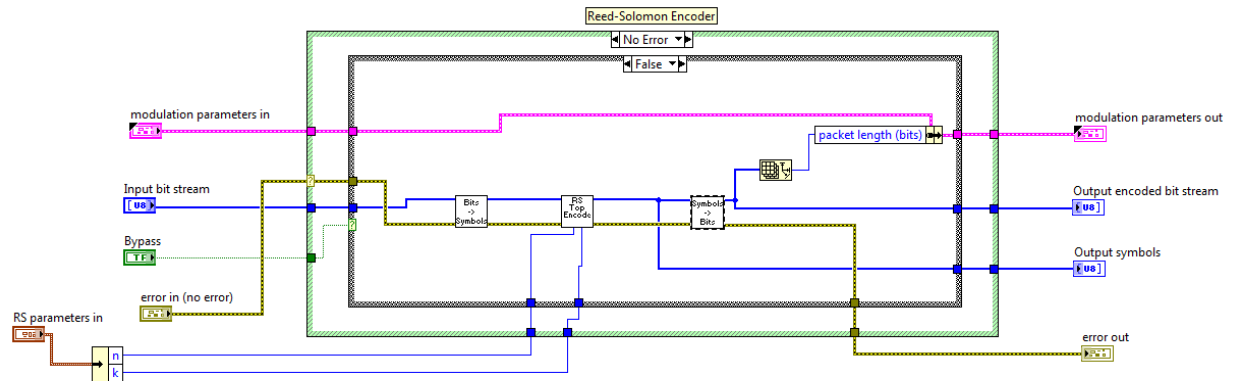 Reed-Solomon Encoder
No Error
False
modulation parameters in
modulation parameters out
packet length (bits)
Input bit stream
[U8]
Bits
->
Symbols
RS
Top
Encode
Symbols
->
Bits
Output encoded bit stream
U8]
Bypass
TF
?
?
Output symbols
U8]
error in (no error)
RS parameters in
error out
n
k